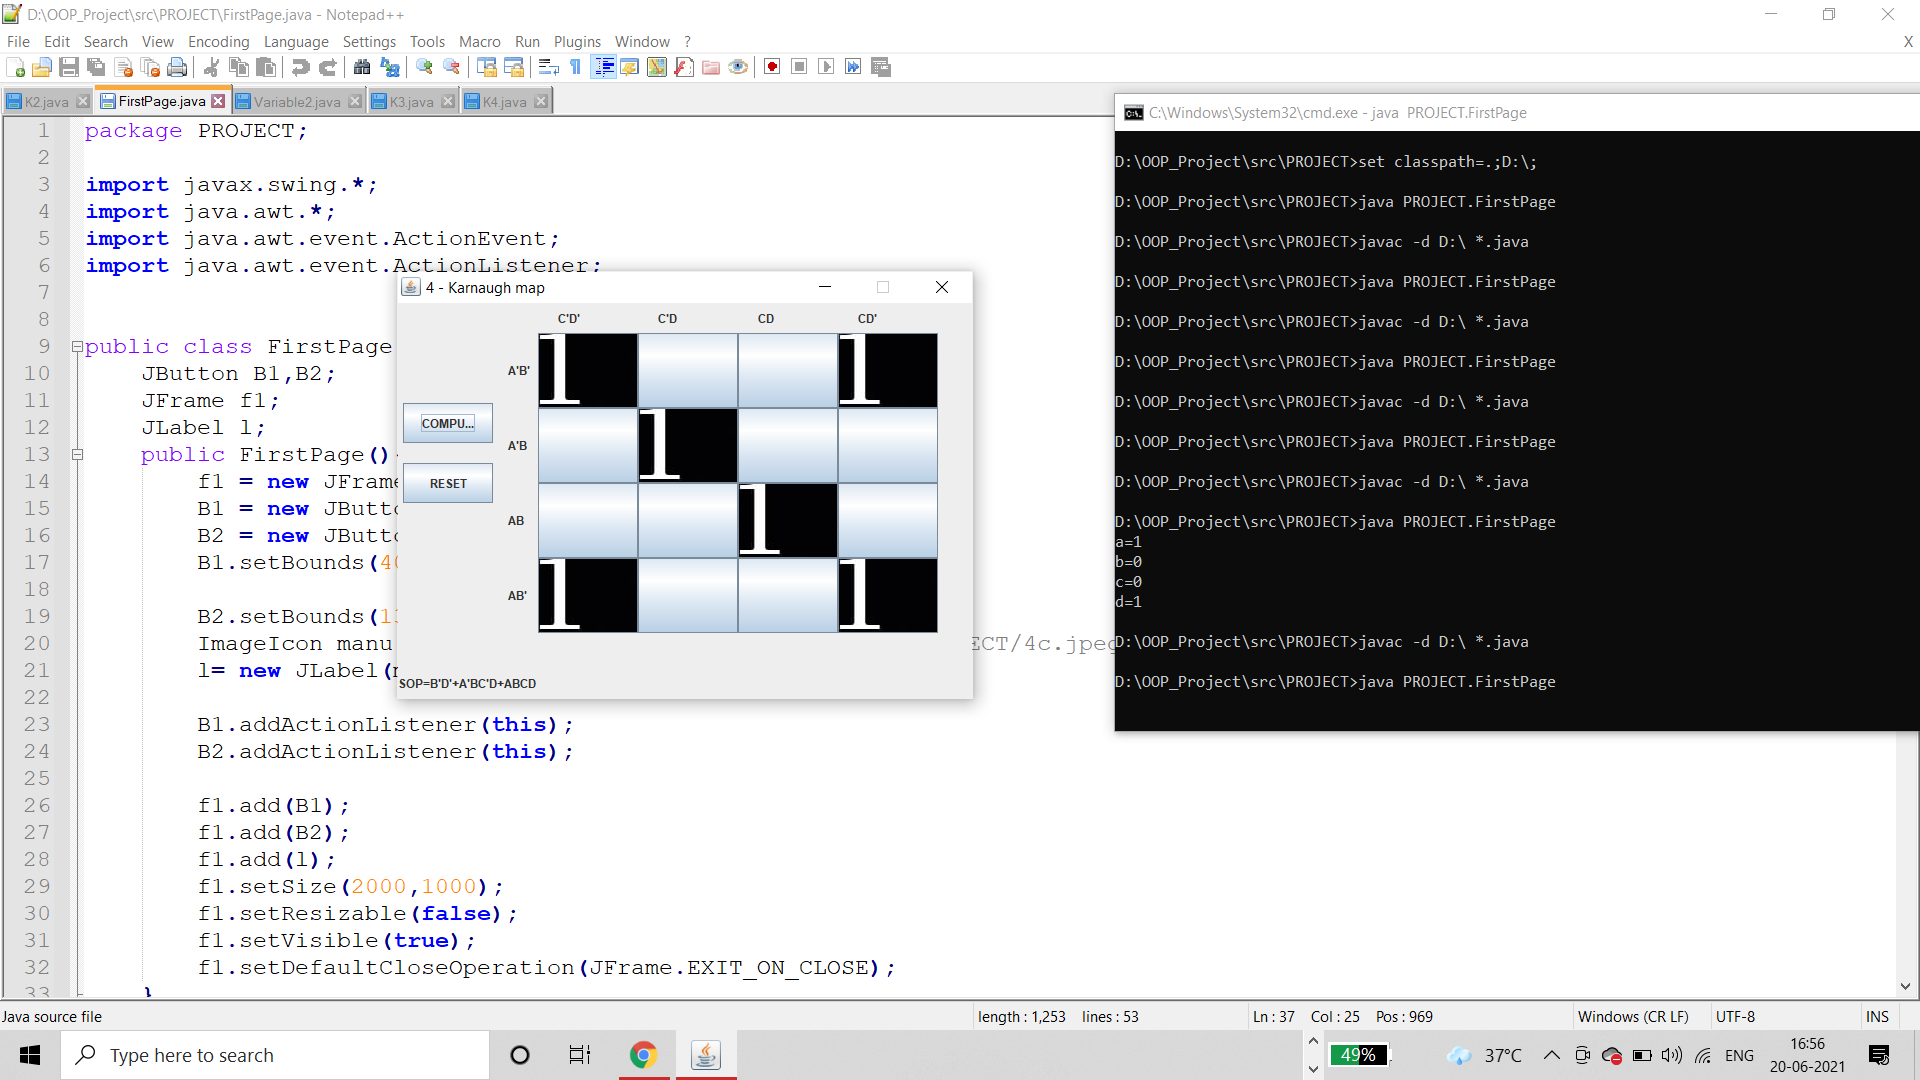 D:\OOP_Project\src\PROJECT\FirstPage.java - Notepad++
File Edit Search View Encoding Language Settings Tools Macro Run Plugins Window ? X
K2.java FirstPage.java Variable2.java K3.java K4.java
1 package PROJECT;
2
3 import javax.swing.*;
4 import java.awt.*;
5 import java.awt.event.ActionEvent;
6 import java.awt.event.ActionListener;
7
8
9 public class FirstPage
10 JButton B1,B2;
11 JFrame f1;
12 JLabel l;
13 public FirstPage()
14 f1 = new JFrame
15 B1 = new JButto
16 B2 = new JButto
17 B1.setBounds(40
18
19 B2.setBounds(13
20 ImageIcon manu ECT/4c.jpeg
21 l= new JLabel(
22
23 B1.addActionListener(this);
24 B2.addActionListener(this);
25
26 f1.add(B1);
27 f1.add(B2);
28 f1.add(l);
29 f1.setSize(2000,1000);
30 f1.setResizable(false);
31 f1.setVisible(true);
32 f1.setDefaultCloseOperation(JFrame.EXIT_ON_CLOSE);
33 }
4 - Karnaugh map
C'D' C'D CD CD'
A'B' 1 1
COMPU...
A'B 1
RESET
AB 1
AB' 1 1
SOP=B'D'+A'BC'D+ABCD
C:\Windows\System32\cmd.exe - java PROJECT.FirstPage
D:\OOP_Project\src\PROJECT>set classpath=.;D:\;
D:\OOP_Project\src\PROJECT>java PROJECT.FirstPage
D:\OOP_Project\src\PROJECT>javac -d D:\ *.java
D:\OOP_Project\src\PROJECT>java PROJECT.FirstPage
D:\OOP_Project\src\PROJECT>javac -d D:\ *.java
D:\OOP_Project\src\PROJECT>java PROJECT.FirstPage
D:\OOP_Project\src\PROJECT>javac -d D:\ *.java
D:\OOP_Project\src\PROJECT>java PROJECT.FirstPage
D:\OOP_Project\src\PROJECT>javac -d D:\ *.java
D:\OOP_Project\src\PROJECT>java PROJECT.FirstPage
a=1
b=0
c=0
d=1
D:\OOP_Project\src\PROJECT>javac -d D:\ *.java
D:\OOP_Project\src\PROJECT>java PROJECT.FirstPage
Java source file length : 1,253 lines : 53 Ln : 37 Col : 25 Pos : 969 Windows (CR LF) UTF-8 INS
Type here to search 49% 37°C ENG 16:56
20-06-2021